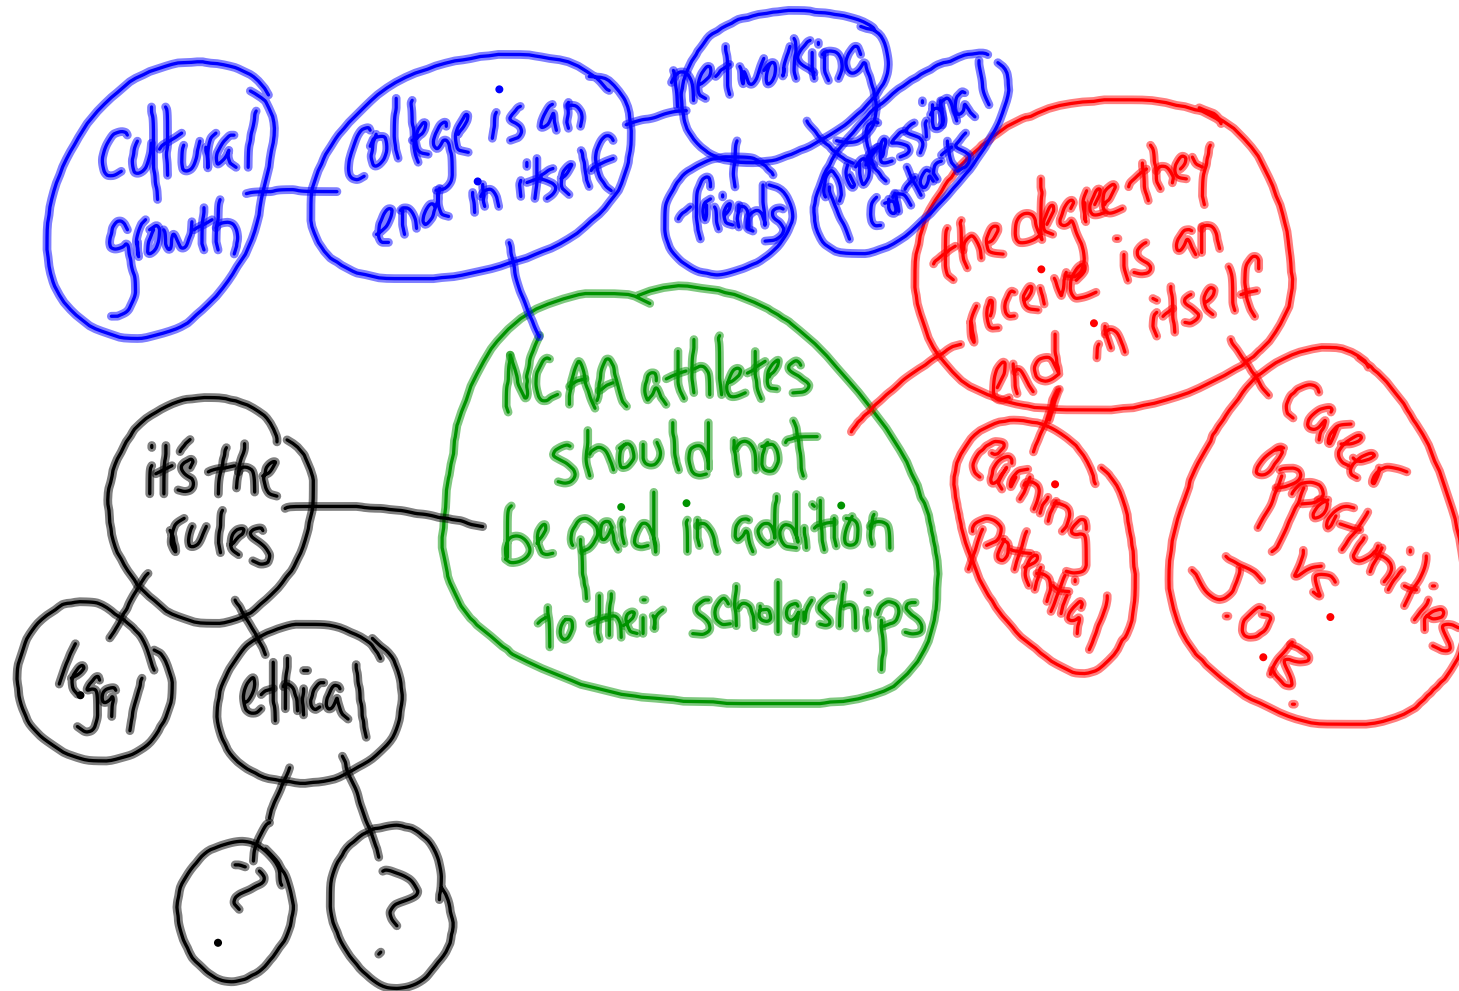 cultural
growth
college is an
end in itself
networking
friends
professional
contacts
the degree they
receive is an
end in itself
earning
potential
career
opportunities
vs
J.O.B.
NCAA athletes
should not
be paid in addition
to their scholarships
it's the
rules
legal
ethical
?
?